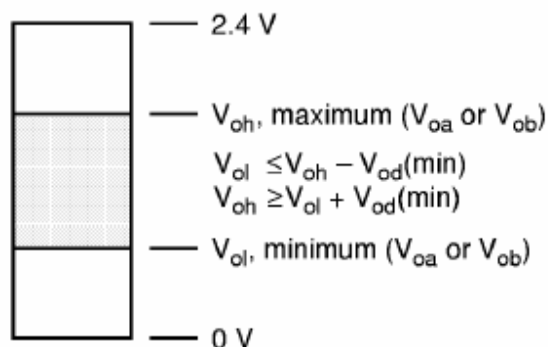 2.4 V
Voh, maximum (Voa or Vob)
Vol ≤Voh – Vod(min)
Voh ≥Vol + Vod(min)
Vol, minimum (Voa or Vob)
0 V